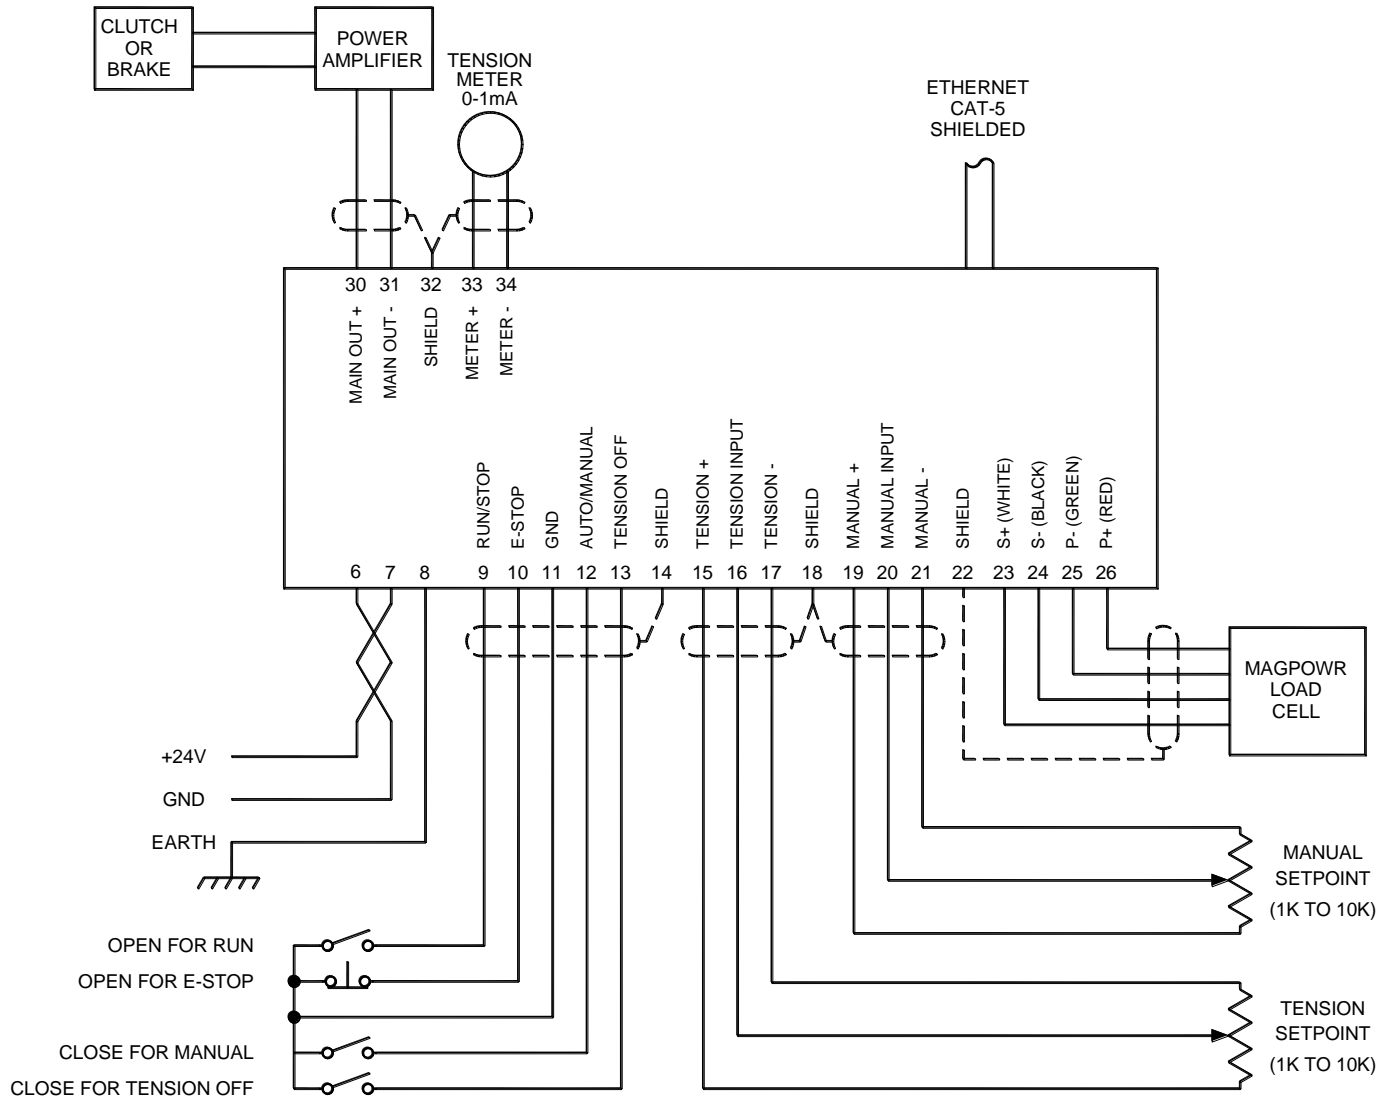 CLUTCH
OR
BRAKE
POWER
AMPLIFIER
TENSION
METER
0-1mA
ETHERNET
CAT-5
SHIELDED
30 31 32 33 34
MAIN OUT +
MAIN OUT -
SHIELD
METER +
METER -
RUN/STOP
E-STOP
GND
AUTO/MANUAL
TENSION OFF
SHIELD
TENSION +
TENSION INPUT
TENSION -
SHIELD
MANUAL +
MANUAL INPUT
MANUAL -
SHIELD
S+ (WHITE)
S- (BLACK)
P- (GREEN)
P+ (RED)
6 7 8 9 10 11 12 13 14 15 16 17 18 19 20 21 22 23 24 25 26
MAGPOWR
LOAD
CELL
+24V
GND
EARTH
MANUAL
SETPOINT
(1K TO 10K)
OPEN FOR RUN
OPEN FOR E-STOP
CLOSE FOR MANUAL
CLOSE FOR TENSION OFF
TENSION
SETPOINT
(1K TO 10K)